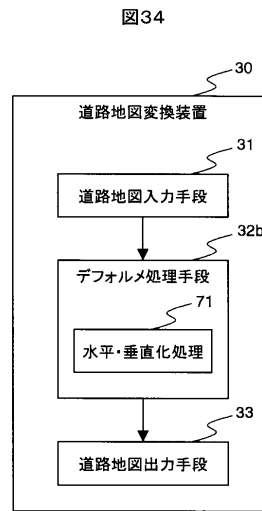 図34
30
道路地図変換装置
31
道路地図入力手段
32b
デフォルメ処理手段
71
水平・垂直化処理
33
道路地図出力手段